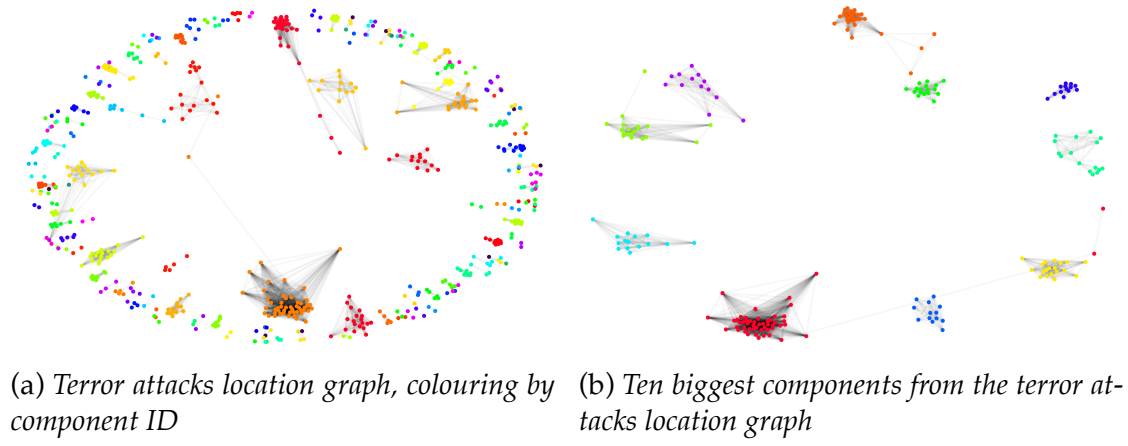 (a) Terror attacks location graph, colouring by
component ID
(b) Ten biggest components from the terror at-
tacks location graph